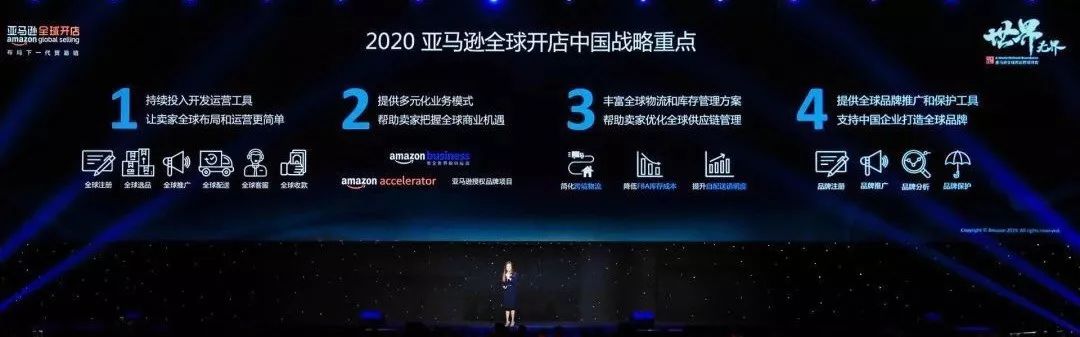 亚马逊全球开店
amazon global selling
布局下一代贸易链
2020 亚马逊全球开店中国战略重点
世界无界
1
持续投入开发运营工具
让卖家全球布局和运营更简单
全球注册 全球选品 全球推广 全球配送 全球客服 全球收款
2
提供多元化业务模式
帮助卖家把握全球商业机遇
amazon business
amazon accelerator 亚马逊授权品牌项目
3
丰富全球物流和库存管理方案
帮助卖家优化全球供应链管理
简化跨境物流 降低FBA库存成本 提升自配送透明度
4
提供全球品牌推广和保护工具
支持中国企业打造全球品牌
品牌注册 品牌推广 品牌分析 品牌保护
Copyright © Amazon 2019. All rights reserved.